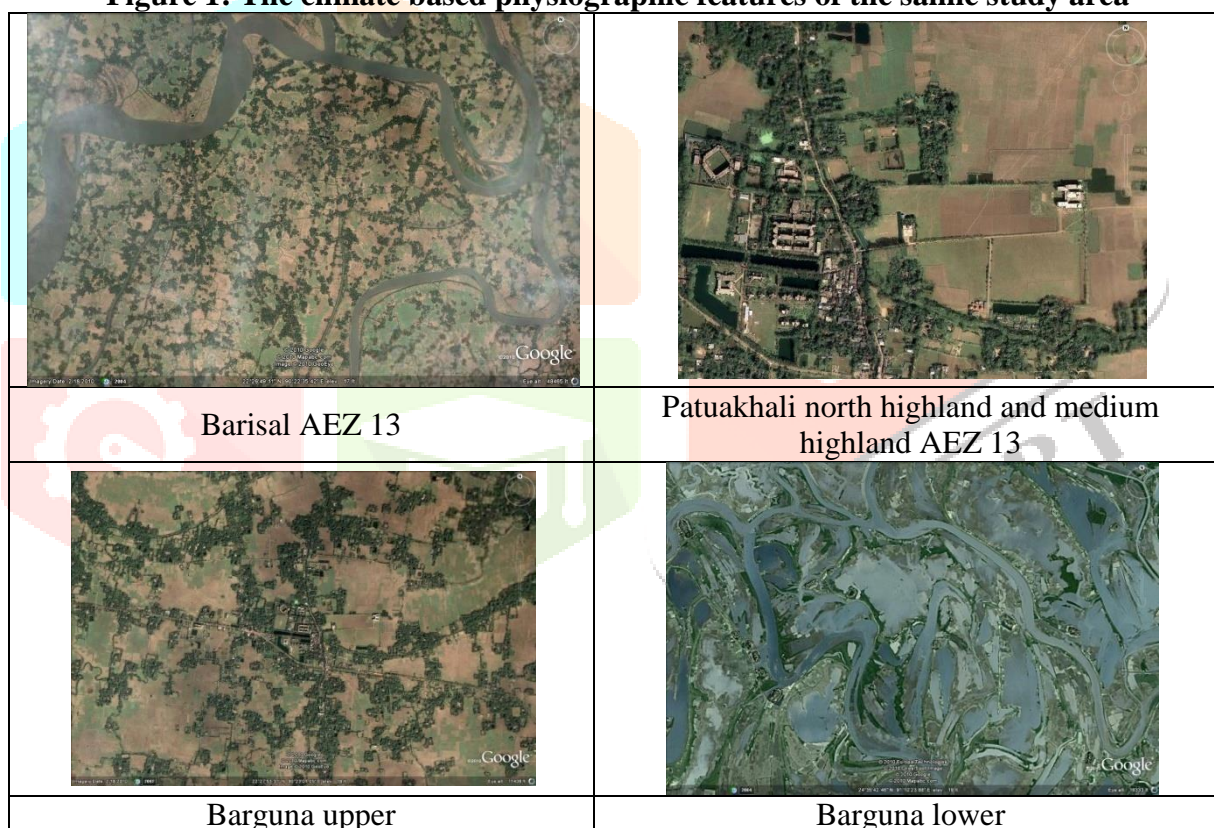 Figure 1: The climate based physiographic features of the saline study area
Google
Barisal AEZ 13
Patuakhali north highland and medium
highland AEZ 13
Google
Google
Barguna upper
Barguna lower